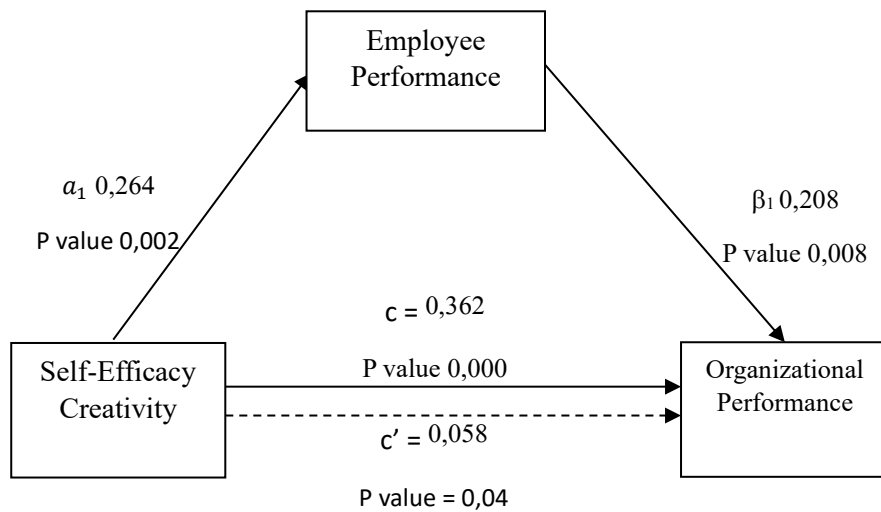 Employee
Performance
a₁ 0,264
P value 0,002
β₁ 0,208
P value 0,008
c = 0,362
P value 0,000
Self-Efficacy
Creativity
Organizational
Performance
c’ = 0,058
P value = 0,04